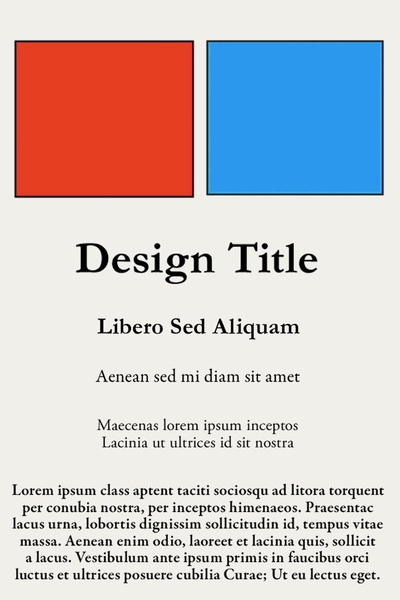 Design Title
Libero Sed Aliquam
Aenean sed mi diam sit amet
Maecenas lorem ipsum inceptos
Lacinia ut ultrices id sit nostra
Lorem ipsum class aptent taciti sociosqu ad litora torquent
per conubia nostra, per inceptos himenaeos. Praesentac
lacus urna, lobortis dignissim sollicitudin id, tempus vitae
massa. Aenean enim odio, laoreet et lacinia quis, sollicit
a lacus. Vestibulum ante ipsum primis in faucibus orci
luctus et ultrices posuere cubilia Curae; Ut eu lectus eget.